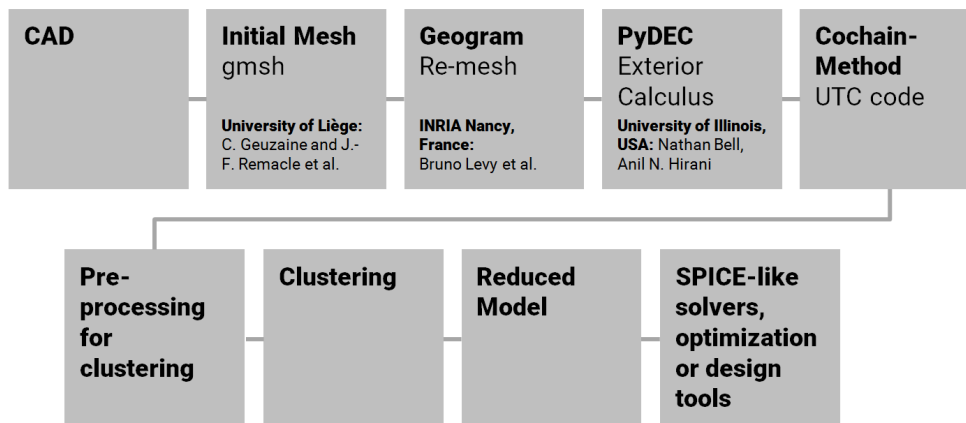 CAD
Initial Mesh
gmsh
University of Liège:
C. Geuzaine and J.-
F. Remacle et al.
Geogram
Re-mesh
INRIA Nancy,
France:
Bruno Levy et al.
PyDEC
Exterior
Calculus
University of Illinois,
USA: Nathan Bell,
Anil N. Hirani
Cochain-
Method
UTC code
Pre-
processing
for
clustering
Clustering
Reduced
Model
SPICE-like
solvers,
optimization
or design
tools